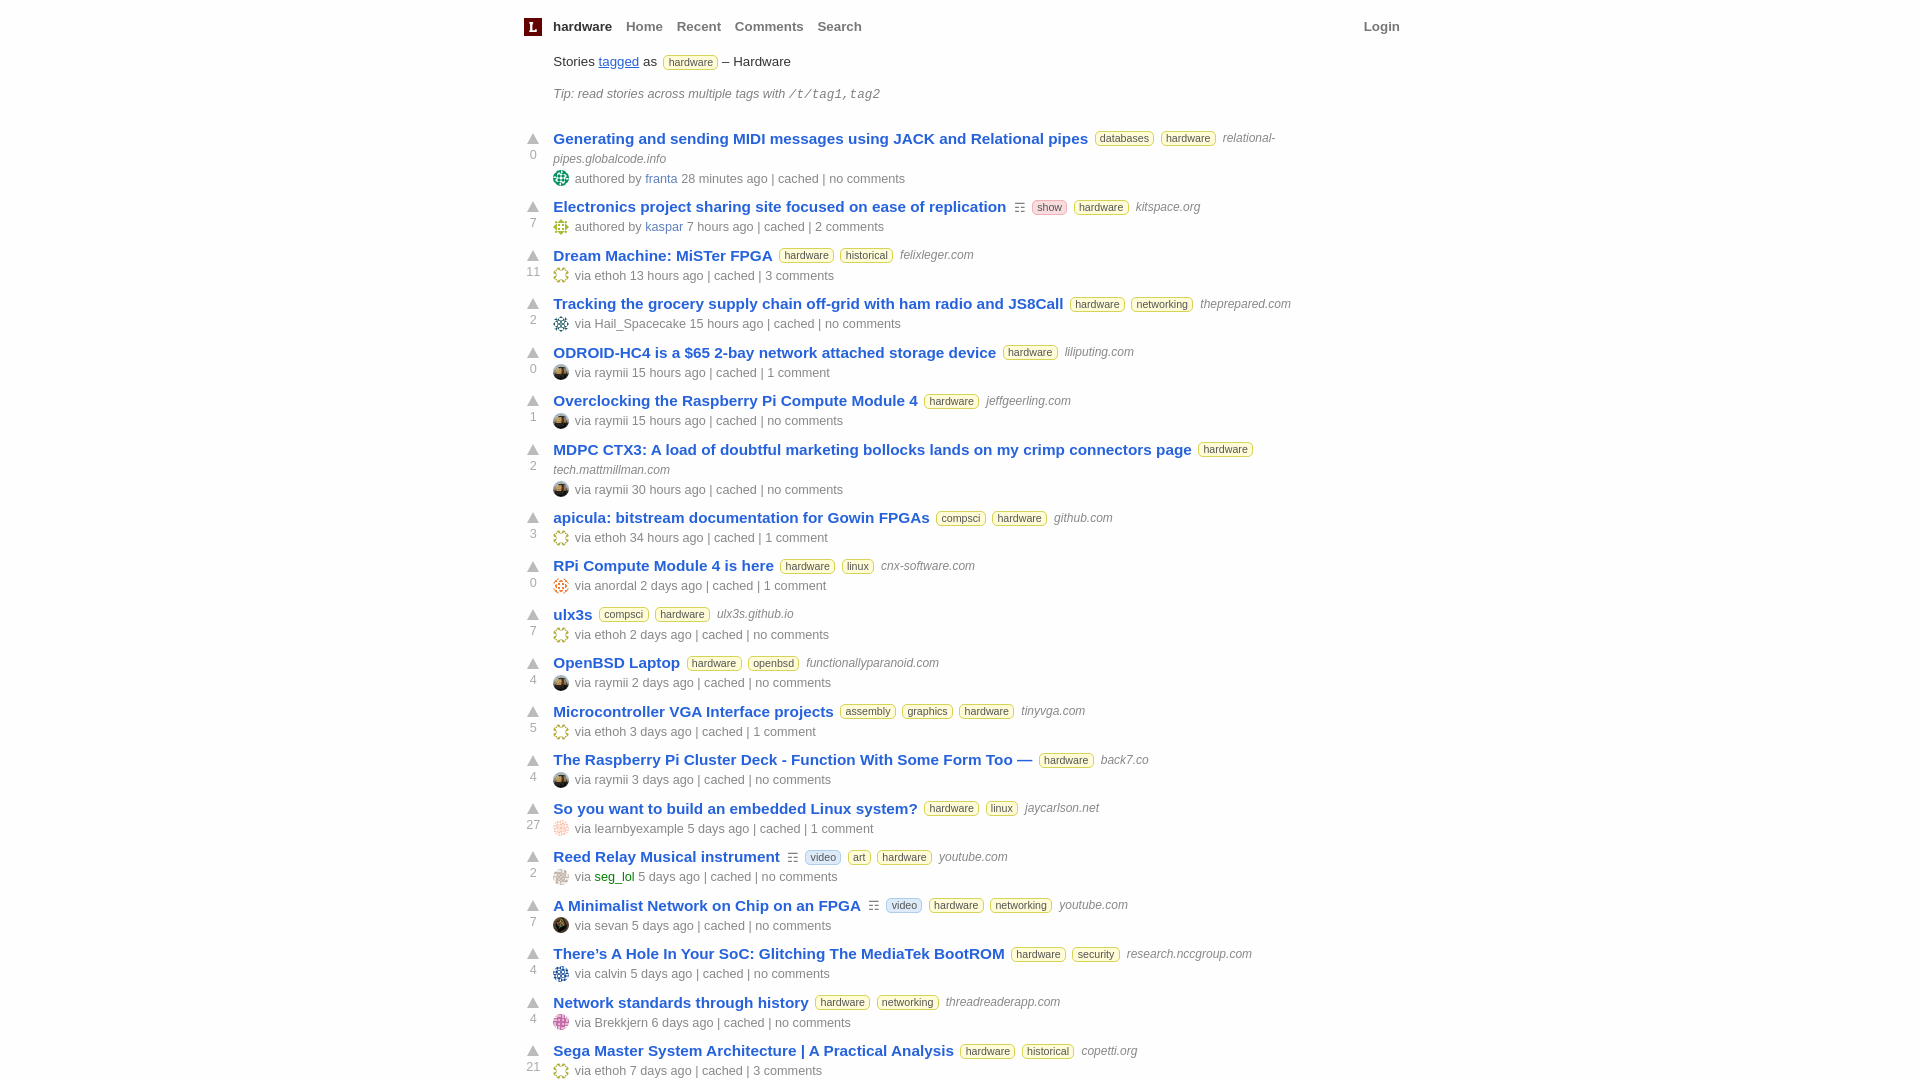 L hardware Home Recent Comments Search Login
Stories tagged as hardware – Hardware
Tip: read stories across multiple tags with /t/tag1,tag2
Generating and sending MIDI messages using JACK and Relational pipes databases hardware relational-
0 pipes.globalcode.info
authored by franta 28 minutes ago | cached | no comments
Electronics project sharing site focused on ease of replication ☶ show hardware kitspace.org
7 authored by kaspar 7 hours ago | cached | 2 comments
Dream Machine: MiSTer FPGA hardware historical felixleger.com
11 via ethoh 13 hours ago | cached | 3 comments
Tracking the grocery supply chain off-grid with ham radio and JS8Call hardware networking theprepared.com
2 via Hail_Spacecake 15 hours ago | cached | no comments
ODROID-HC4 is a $65 2-bay network attached storage device hardware liliputing.com
0 via raymii 15 hours ago | cached | 1 comment
Overclocking the Raspberry Pi Compute Module 4 hardware jeffgeerling.com
1 via raymii 15 hours ago | cached | no comments
MDPC CTX3: A load of doubtful marketing bollocks lands on my crimp connectors page hardware
2 tech.mattmillman.com
via raymii 30 hours ago | cached | no comments
apicula: bitstream documentation for Gowin FPGAs compsci hardware github.com
3 via ethoh 34 hours ago | cached | 1 comment
RPi Compute Module 4 is here hardware linux cnx-software.com
0 via anordal 2 days ago | cached | 1 comment
ulx3s compsci hardware ulx3s.github.io
7 via ethoh 2 days ago | cached | no comments
OpenBSD Laptop hardware openbsd functionallyparanoid.com
4 via raymii 2 days ago | cached | no comments
Microcontroller VGA Interface projects assembly graphics hardware tinyvga.com
5 via ethoh 3 days ago | cached | 1 comment
The Raspberry Pi Cluster Deck - Function With Some Form Too — hardware back7.co
4 via raymii 3 days ago | cached | no comments
So you want to build an embedded Linux system? hardware linux jaycarlson.net
27 via learnbyexample 5 days ago | cached | 1 comment
Reed Relay Musical instrument ☶ video art hardware youtube.com
2 via seg_lol 5 days ago | cached | no comments
A Minimalist Network on Chip on an FPGA ☶ video hardware networking youtube.com
7 via sevan 5 days ago | cached | no comments
There’s A Hole In Your SoC: Glitching The MediaTek BootROM hardware security research.nccgroup.com
4 via calvin 5 days ago | cached | no comments
Network standards through history hardware networking threadreaderapp.com
4 via Brekkjern 6 days ago | cached | no comments
Sega Master System Architecture | A Practical Analysis hardware historical copetti.org
21 via ethoh 7 days ago | cached | 3 comments